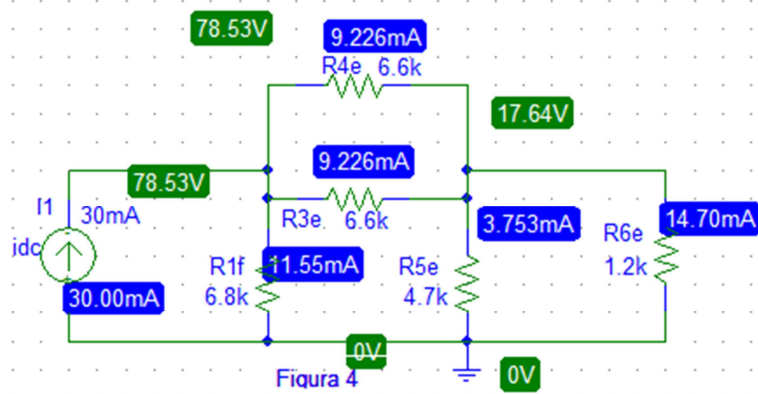 78.53V
9.226mA
R4e 6.6k
17.64V
9.226mA
78.53V
I1
30mA
R3e 6.6k
3.753mA
14.70mA
R6e
1.2k
idc
R1f
6.8k
11.55mA
R5e
4.7k
30.00mA
0V
Figura 4
0V